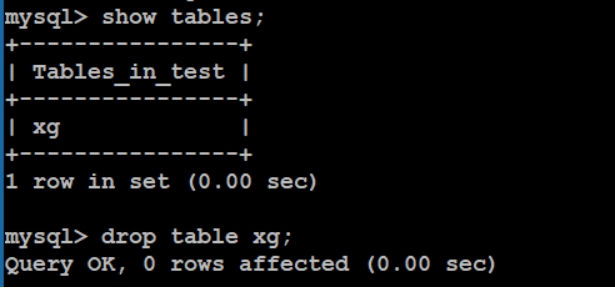 mysql> show tables;
+----------------+
| Tables_in_test |
+----------------+
| xg             |
+----------------+
1 row in set (0.00 sec)
mysql> drop table xg;
Query OK, 0 rows affected (0.00 sec)